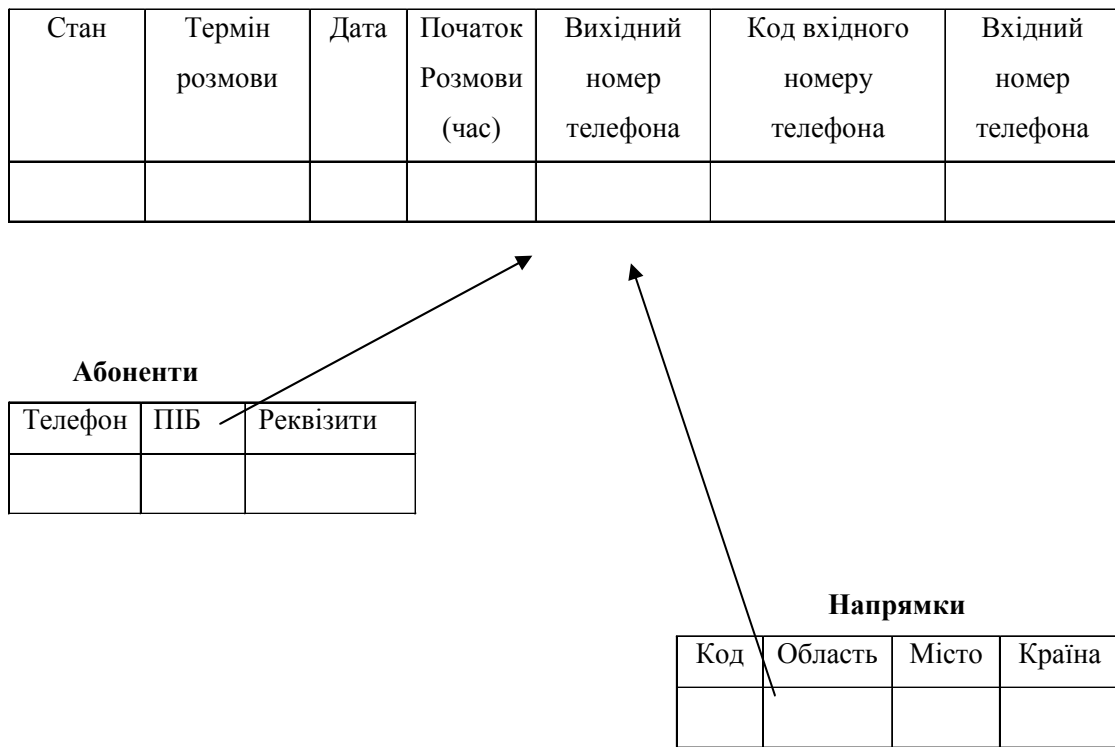 Стан Термін Дата Початок Вихідний Код вхідного Вхідний
розмови Розмови номер номеру номер
(час) телефона телефона телефона
Абоненти
Телефон ПІБ Реквізити
Напрямки
Код Область Місто Країна